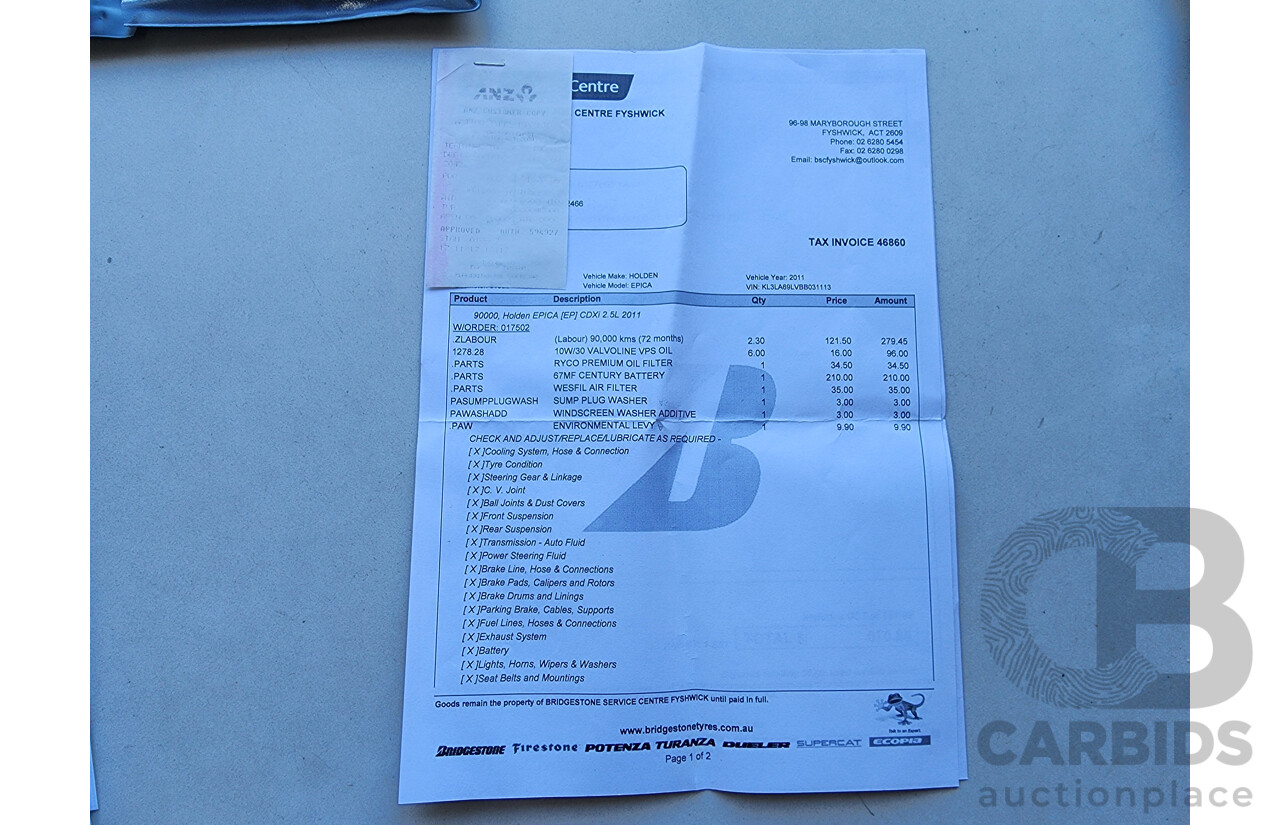 ANZ
Centre
CENTRE FYSHWICK
96-98 MARYBOROUGH STREET
FYSHWICK, ACT 2609
Phone: 02 6280 5454
Fax: 02 6280 0298
Email: bscfyshwick@outlook.com
2466
APPROVED
TAX INVOICE 46860
Vehicle Make: HOLDEN Vehicle Year: 2011
Vehicle Model: EPICA VIN: KL3LA69LVBB031113
Product Description Qty Price Amount
90000, Holden EPICA [EP] CDXi 2.5L 2011
W/ORDER: 017502
.ZLABOUR (Labour) 90,000 kms (72 months) 2.30 121.50 279.45
1278.28 10W/30 VALVOLINE VPS OIL 6.00 16.00 96.00
.PARTS RYCO PREMIUM OIL FILTER 1 34.50 34.50
.PARTS 67MF CENTURY BATTERY 1 210.00 210.00
.PARTS WESFIL AIR FILTER 1 35.00 35.00
PASUMPPLUGWASH SUMP PLUG WASHER 1 3.00 3.00
PAWASHADD WINDSCREEN WASHER ADDITIVE 1 3.00 3.00
.PAW ENVIRONMENTAL LEVY 1 9.90 9.90
CHECK AND ADJUST/REPLACE/LUBRICATE AS REQUIRED -
[ X ]Cooling System, Hose & Connection
[ X ]Tyre Condition
[ X ]Steering Gear & Linkage
[ X ]C. V. Joint
[ X ]Ball Joints & Dust Covers
[ X ]Front Suspension
[ X ]Rear Suspension
[ X ]Transmission - Auto Fluid
[ X ]Power Steering Fluid
[ X ]Brake Line, Hose & Connections
[ X ]Brake Pads, Calipers and Rotors
[ X ]Brake Drums and Linings
[ X ]Parking Brake, Cables, Supports
[ X ]Fuel Lines, Hoses & Connections
[ X ]Exhaust System
[ X ]Battery
[ X ]Lights, Horns, Wipers & Washers
[ X ]Seat Belts and Mountings
Goods remain the property of BRIDGESTONE SERVICE CENTRE FYSHWICK until paid in full.
Talk to an Expert.
www.bridgestonetyres.com.au
BRIDGESTONE Firestone POTENZA TURANZA DUELER SUPERCAT ECOPIA
Page 1 of 2
CB
CARBIDS
auctionplace